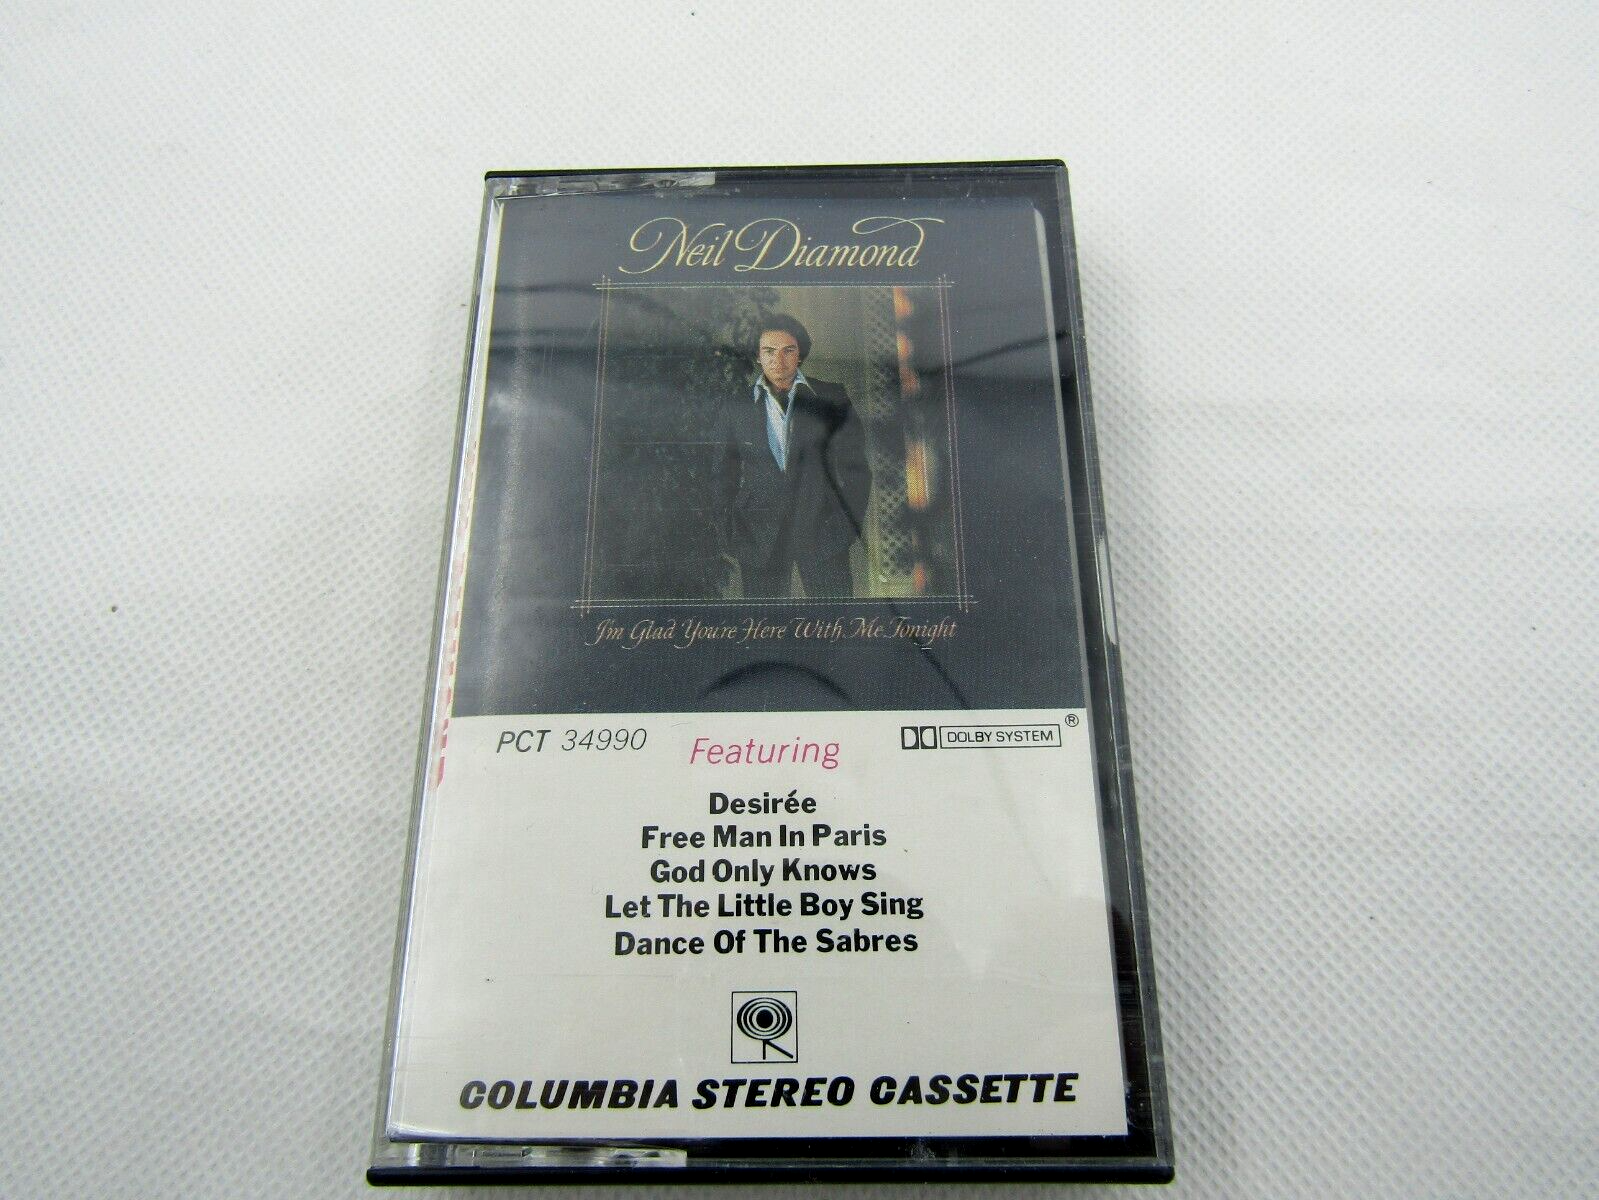 Neil Diamond
I'm Glad You're Here With Me Tonight
PCT 34990
Featuring
DOLBY SYSTEM ®
Desirée
Free Man In Paris
God Only Knows
Let The Little Boy Sing
Dance Of The Sabres
COLUMBIA STEREO CASSETTE